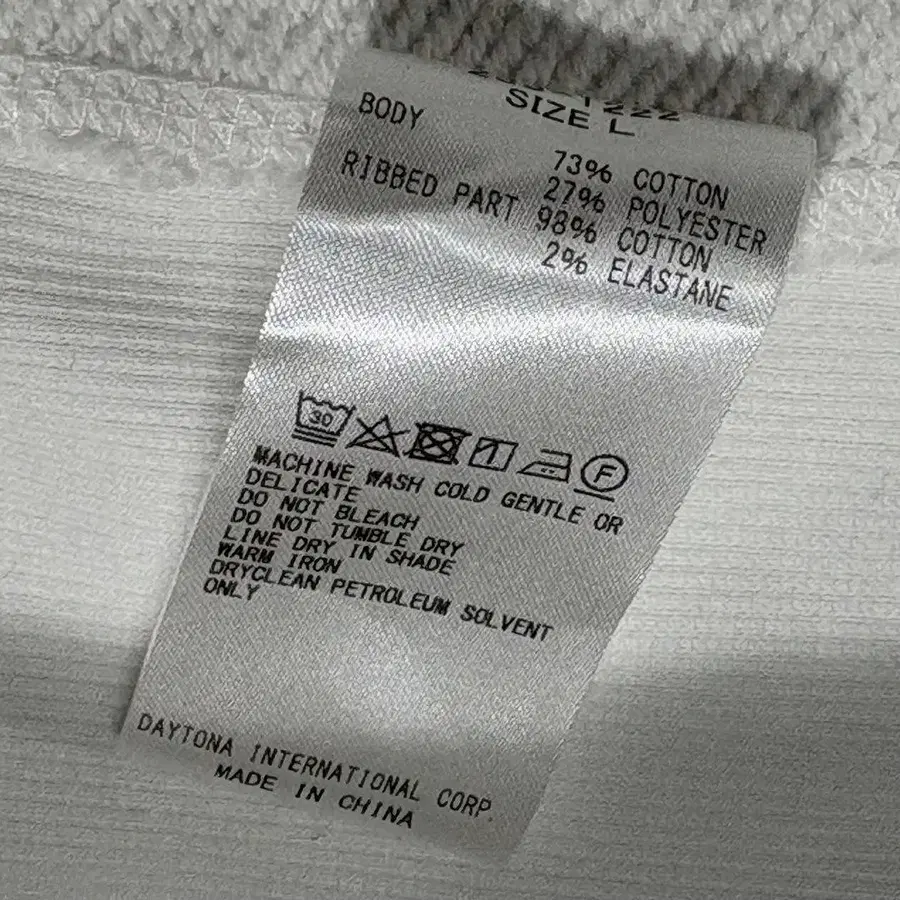 SIZE L
BODY 73% COTTON
27% POLYESTER
RIBBED PART 98% COTTON
2% ELASTANE
30 F
MACHINE WASH COLD GENTLE OR
DELICATE
DO NOT BLEACH
DO NOT TUMBLE DRY
LINE DRY IN SHADE
WARM IRON
DRYCLEAN PETROLEUM SOLVENT
ONLY
DAYTONA INTERNATIONAL CORP.
MADE IN CHINA